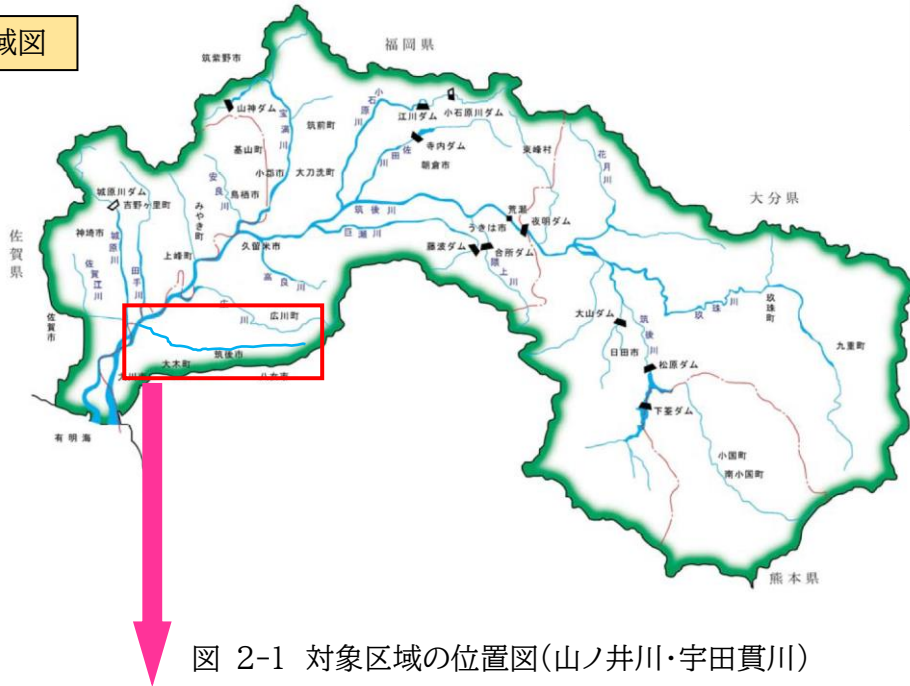 域図
福岡県
筑紫野市
山神ダム
宝満川
筑前町
小石原川
江川ダム
小石原川ダム
寺内ダム
佐田川
朝倉市
東峰村
花月川
大分県
基山町
小郡市
大刀洗町
安良川
鳥栖市
みやき町
城原川ダム
吉野ヶ里町
神埼市
城原川
田手川
上峰町
佐賀県
佐賀江川
佐賀市
久留米市
筑後川
巨瀬川
高良川
うきは市
荒瀬
夜明ダム
藤波ダム
合所ダム
隈上川
広川
広川町
筑後市
大木町
八女市
有明海
大山ダム
日田市
筑後川
松原ダム
下筌ダム
玖珠川
玖珠町
九重町
小国町
南小国町
熊本県
図 2-1 対象区域の位置図(山ノ井川・宇田貫川)